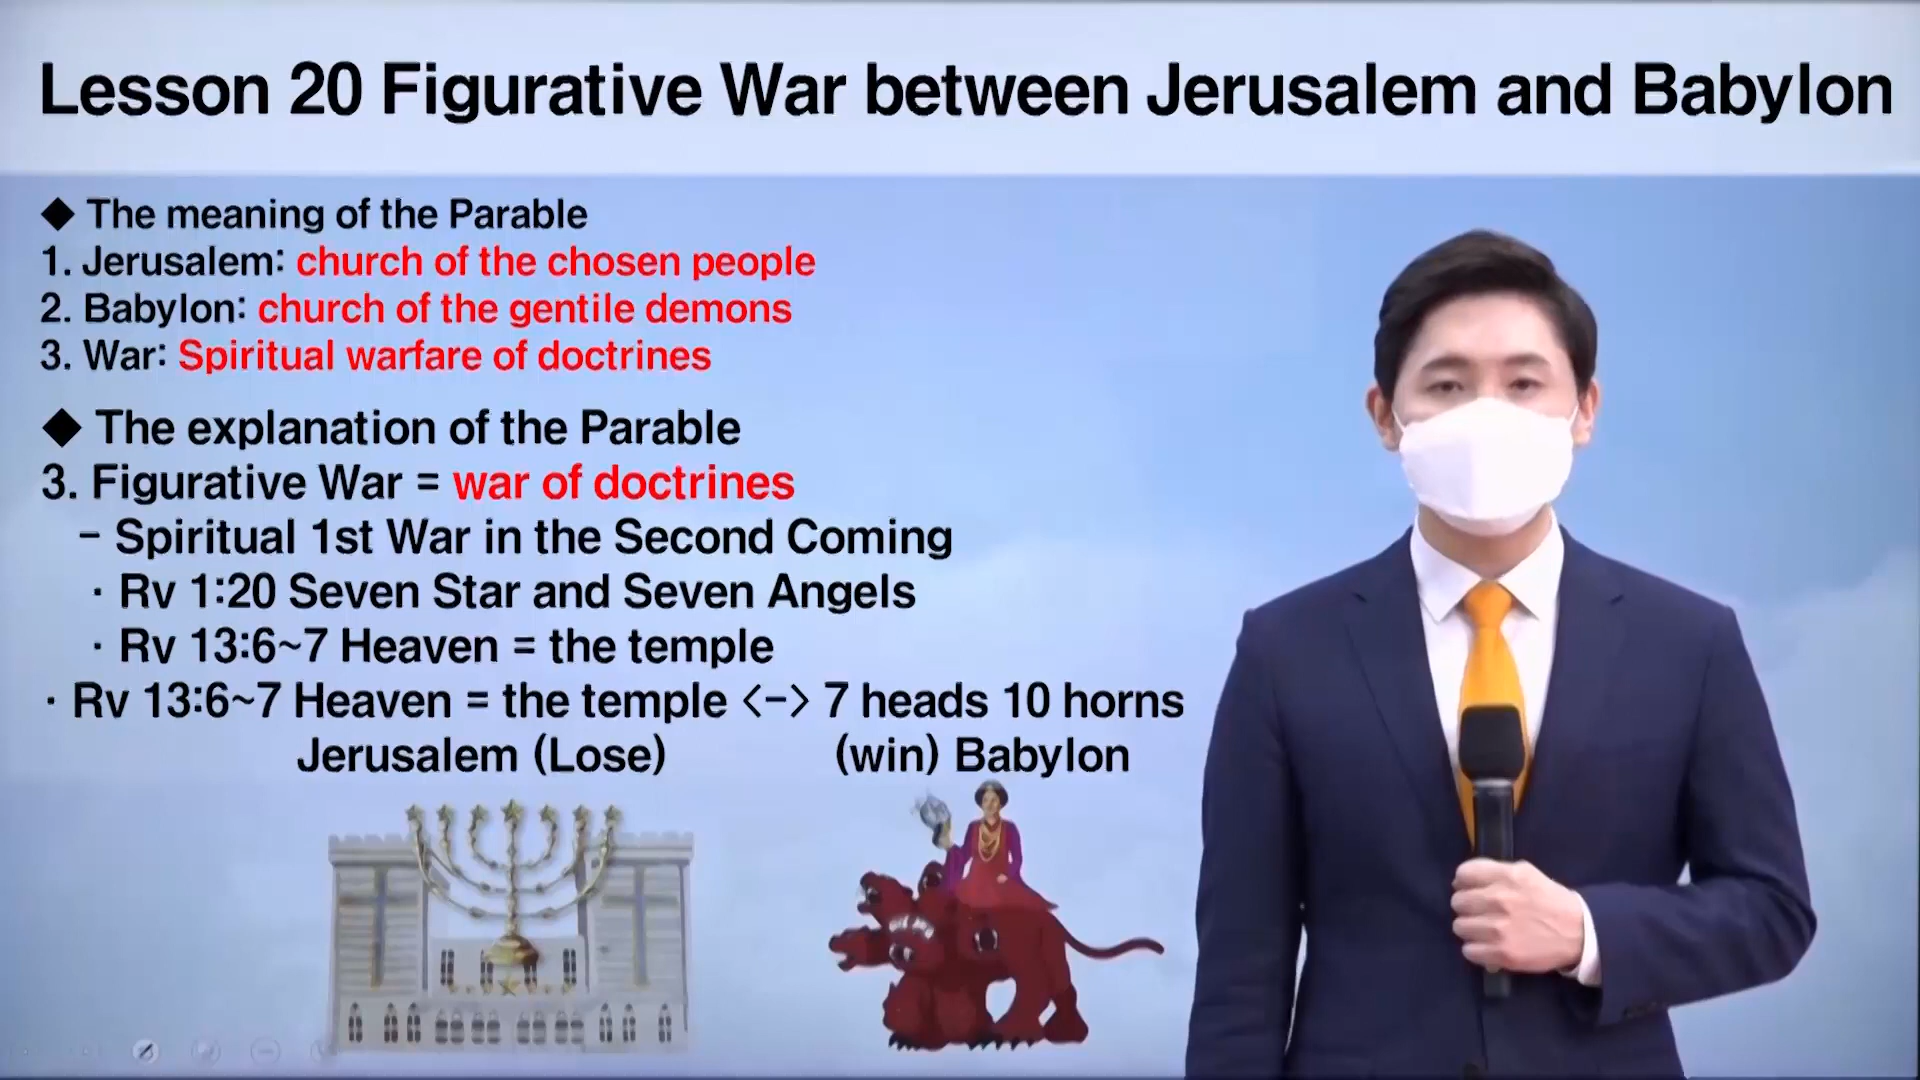 Lesson 20 Figurative War between Jerusalem and Babylon
◆ The meaning of the Parable
1. Jerusalem: church of the chosen people
2. Babylon: church of the gentile demons
3. War: Spiritual warfare of doctrines
◆ The explanation of the Parable
3. Figurative War = war of doctrines
- Spiritual 1st War in the Second Coming
· Rv 1:20 Seven Star and Seven Angels
· Rv 13:6~7 Heaven = the temple
· Rv 13:6~7 Heaven = the temple <-> 7 heads 10 horns
Jerusalem (Lose) (win) Babylon